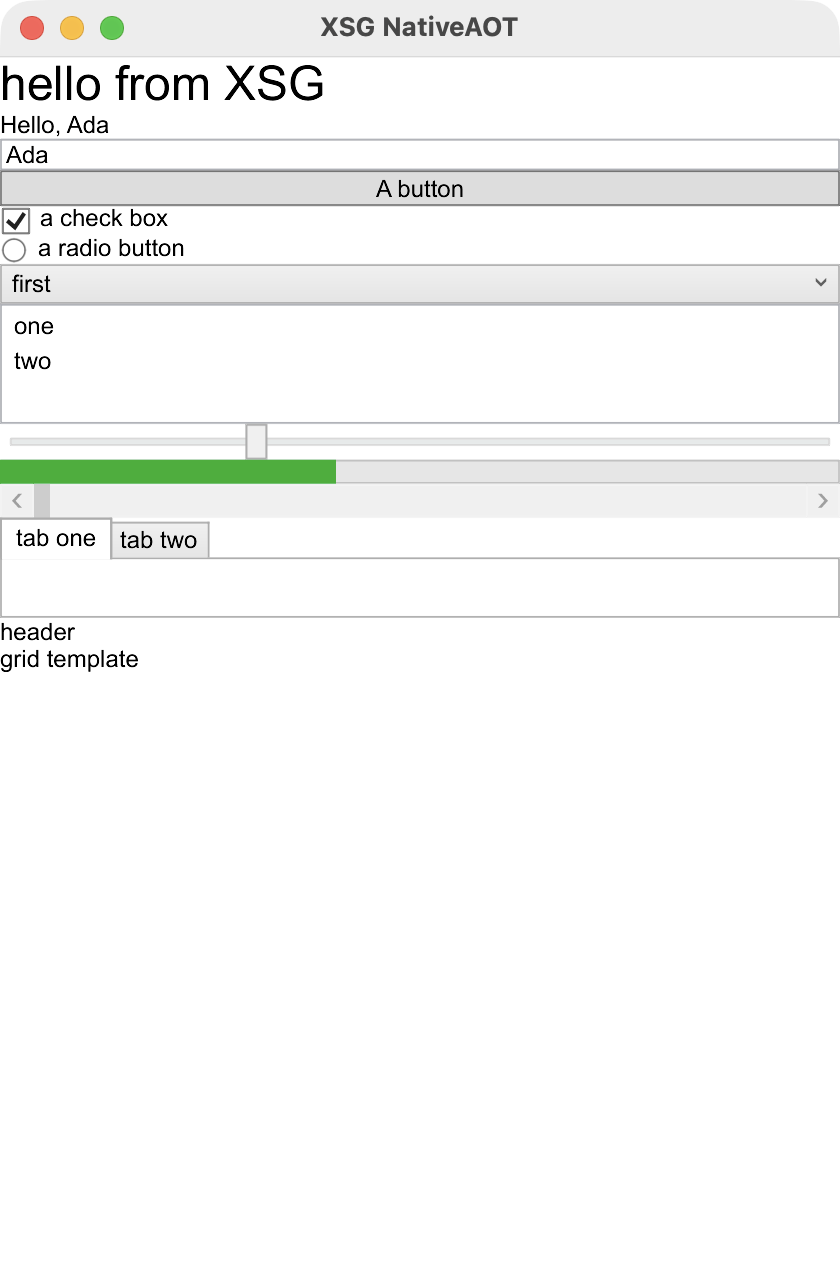 XSG NativeAOT
hello from XSG
Hello, Ada
Ada
A button
a check box
a radio button
first
one
two
tab one tab two
header
grid template